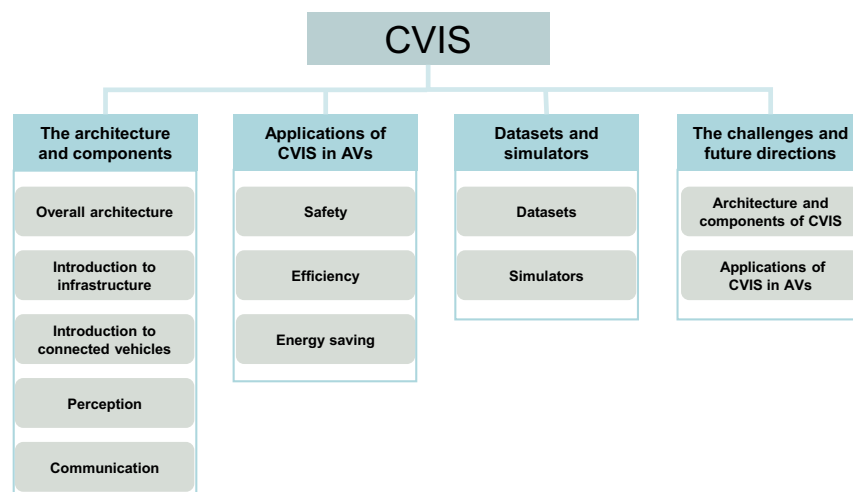 CVIS
The architecture
and components
Overall architecture
Introduction to
infrastructure
Introduction to
connected vehicles
Perception
Communication
Applications of
CVIS in AVs
Safety
Efficiency
Energy saving
Datasets and
simulators
Datasets
Simulators
The challenges and
future directions
Architecture and
components of CVIS
Applications of
CVIS in AVs